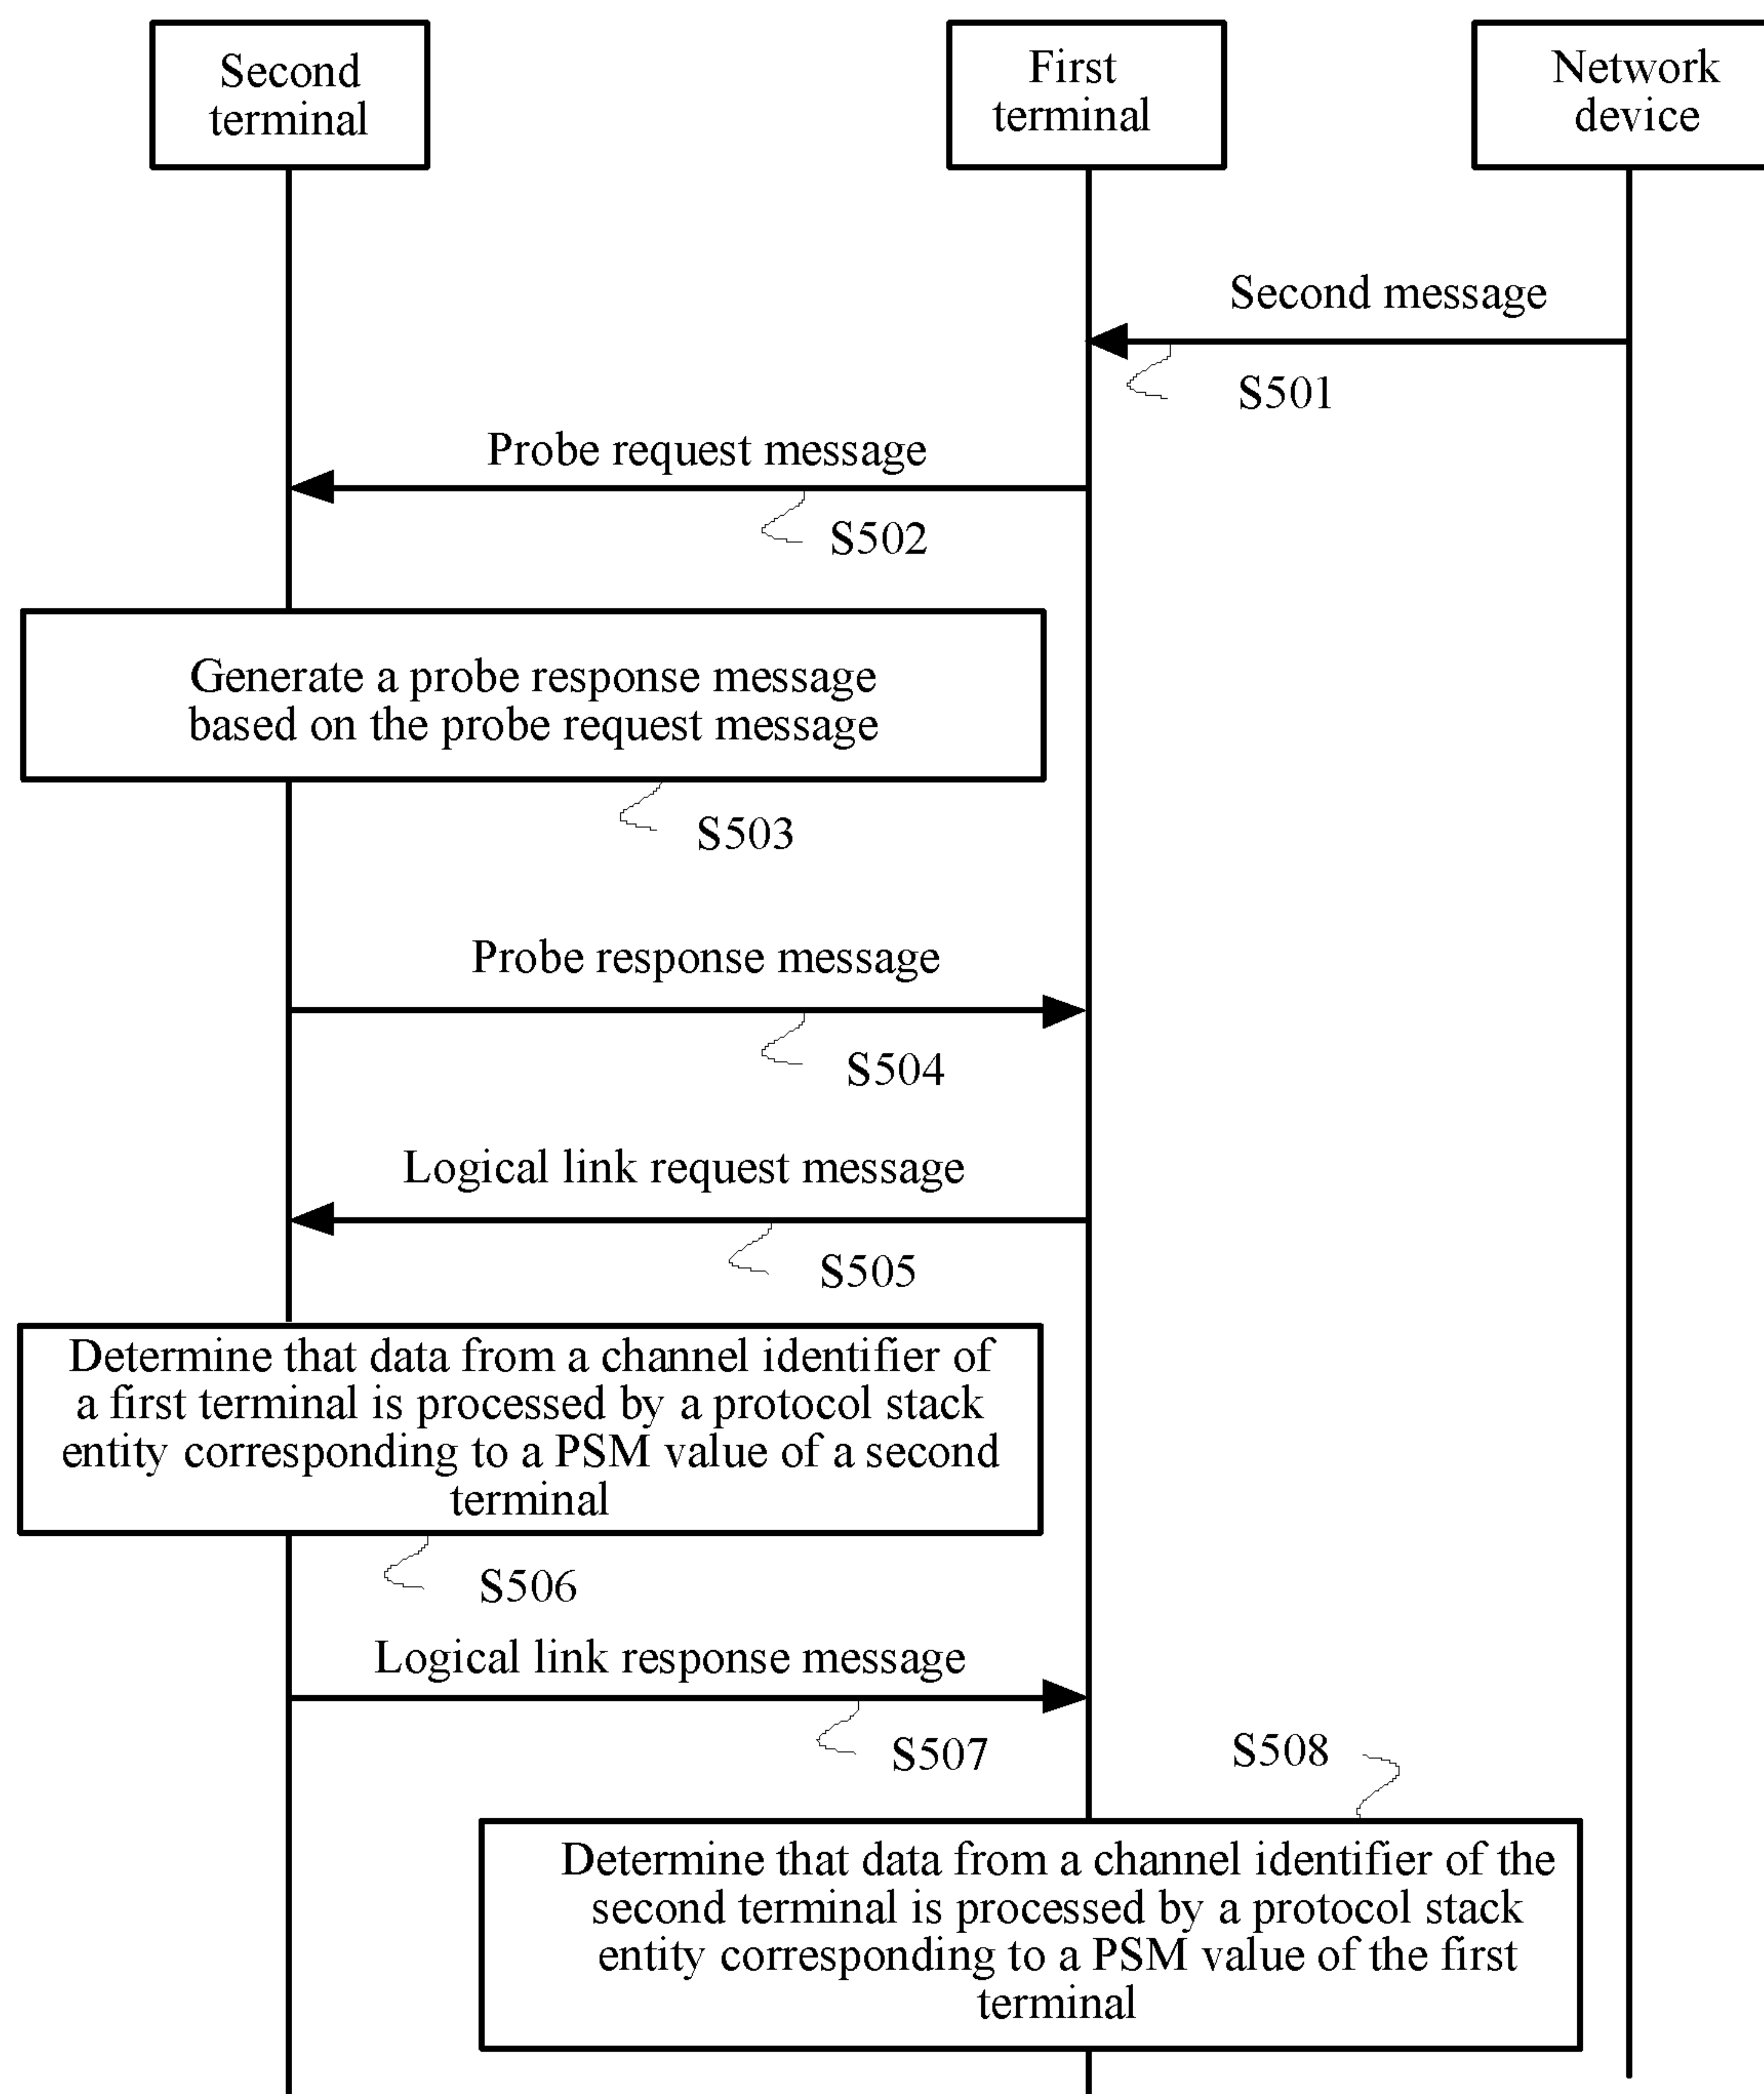 Second
terminal
First
terminal
Network
device
Second message
S501
Probe request message
S502
Generate a probe response message
based on the probe request message
S503
Probe response message
S504
Logical link request message
S505
Determine that data from a channel identifier of
a first terminal is processed by a protocol stack
entity corresponding to a PSM value of a second
terminal
S506
Logical link response message
S507
S508
Determine that data from a channel identifier of the
second terminal is processed by a protocol stack
entity corresponding to a PSM value of the first
terminal